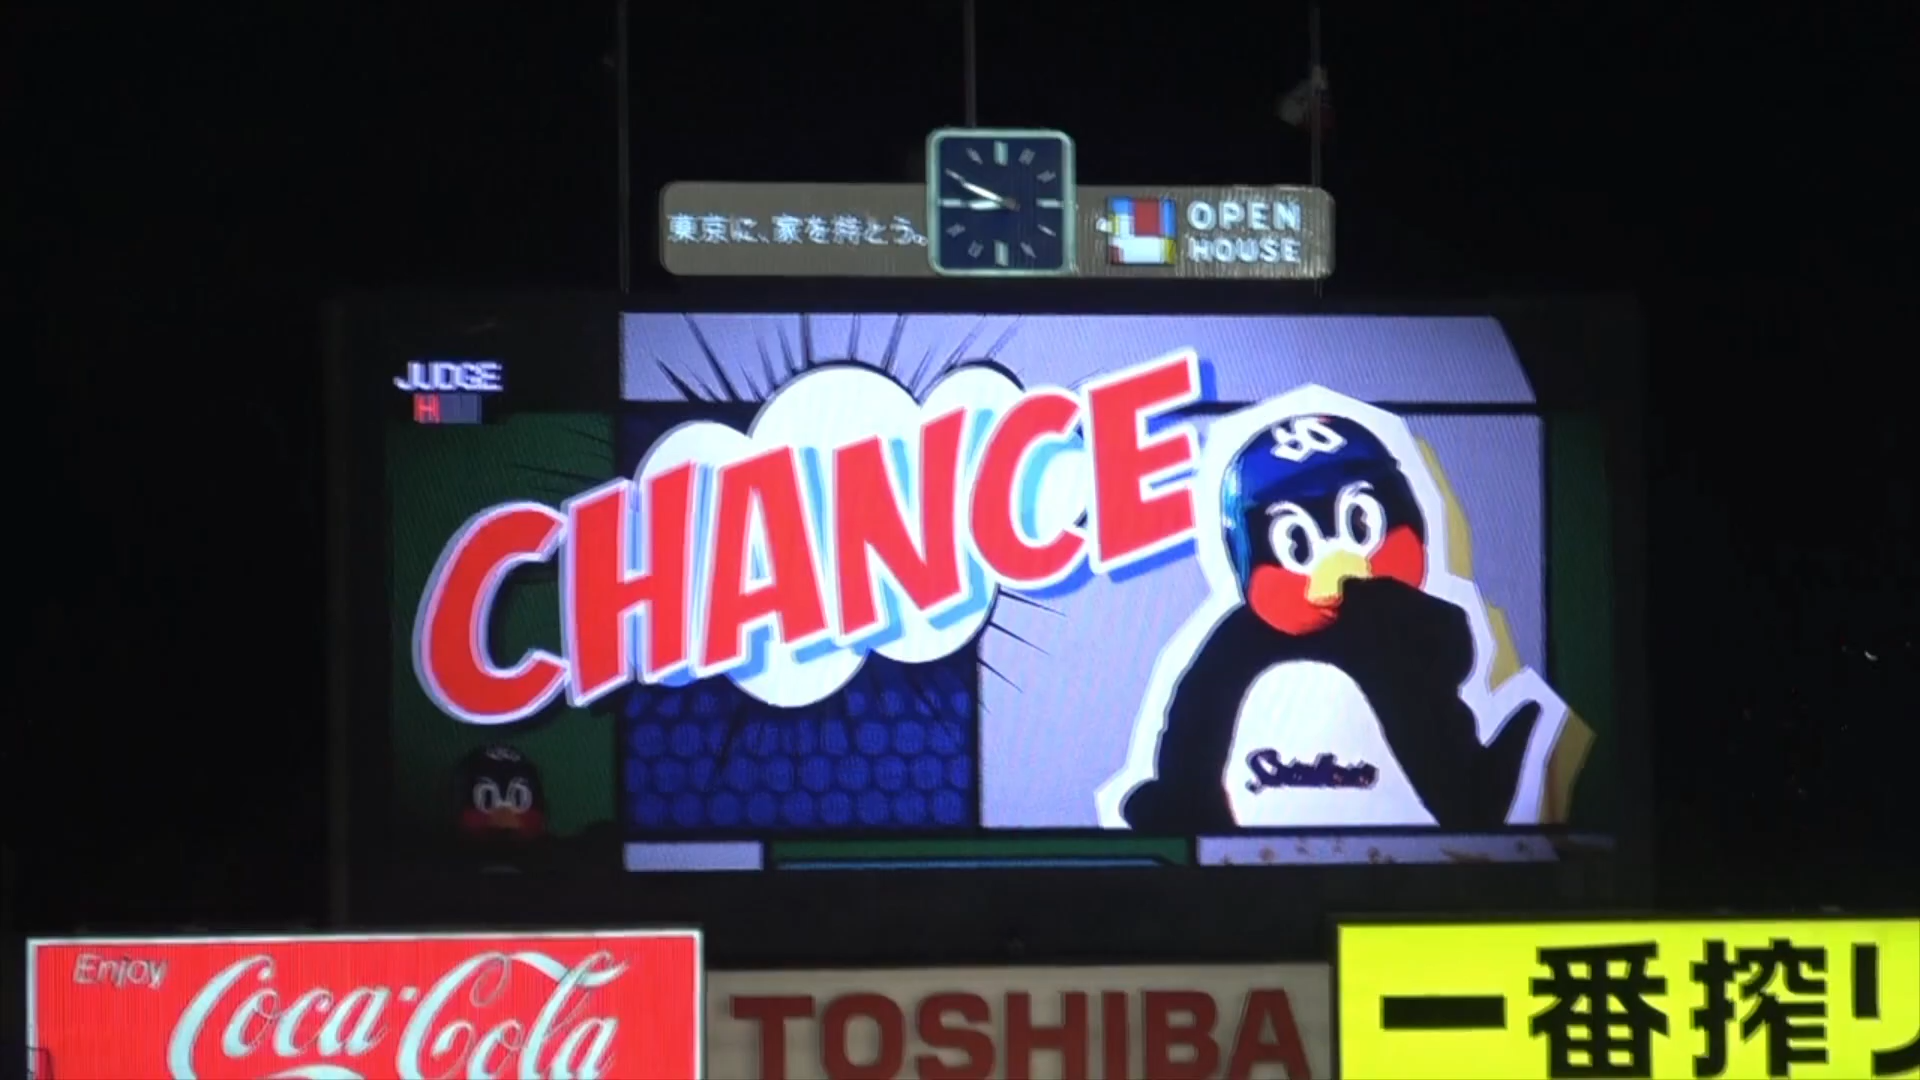 東京に、家を持とう。
OPEN
HOUSE
JUDGE
H
CHANCE
Swallows
Enjoy
Coca-Cola
TOSHIBA
一番搾り